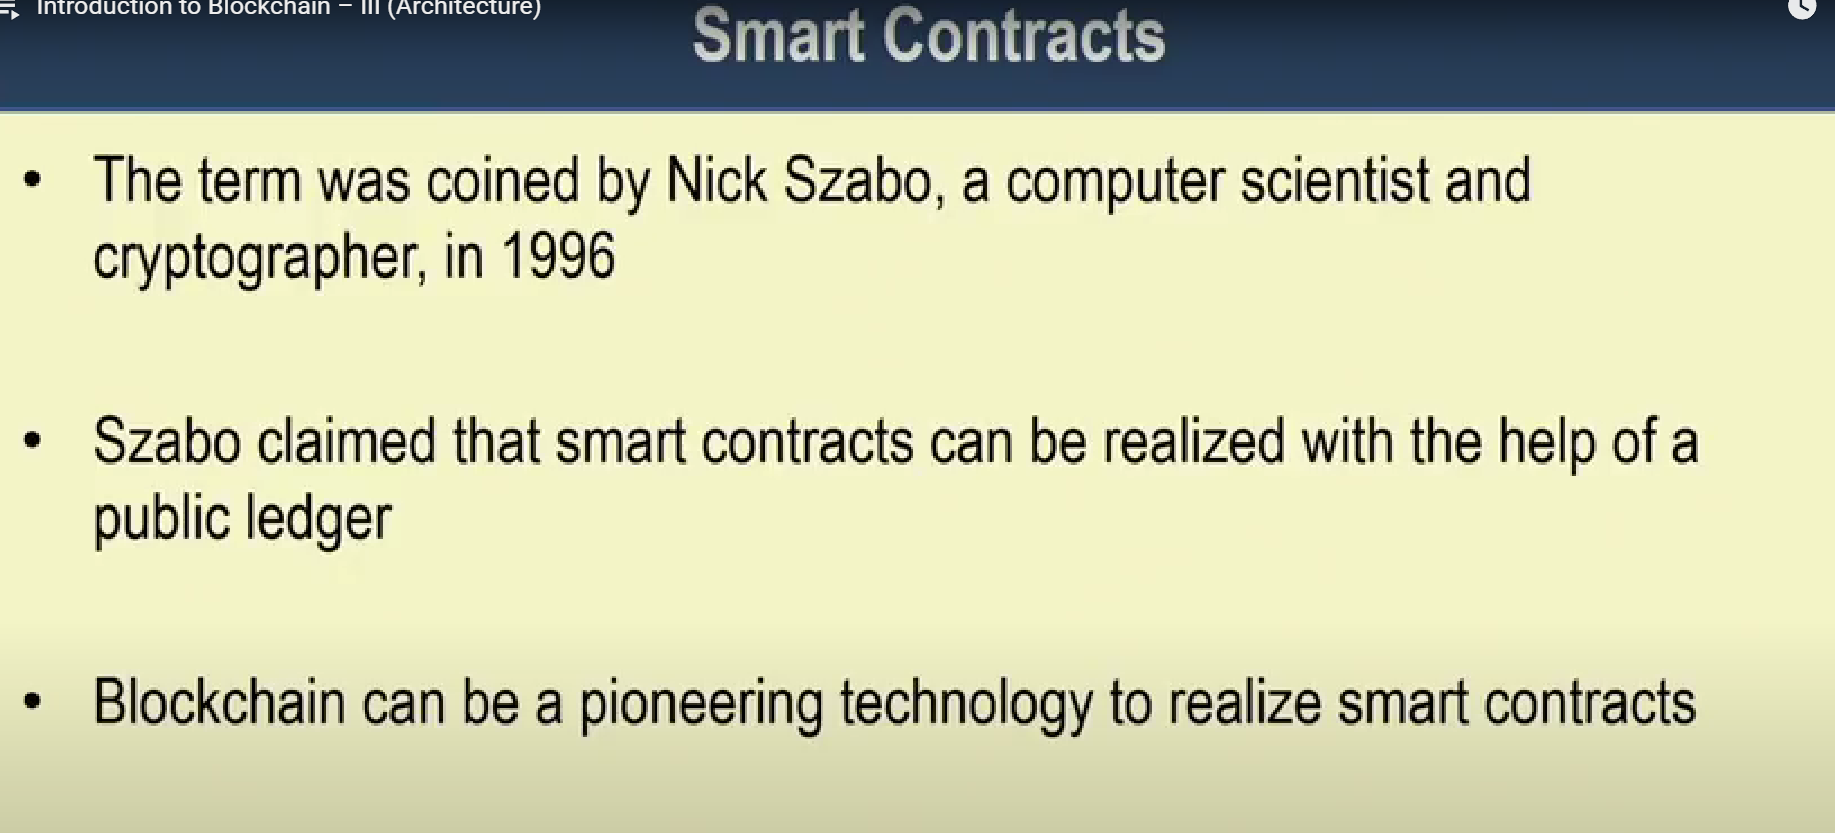 Introduction to Blockchain – III (Architecture)
Smart Contracts
• The term was coined by Nick Szabo, a computer scientist and
cryptographer, in 1996
• Szabo claimed that smart contracts can be realized with the help of a
public ledger
• Blockchain can be a pioneering technology to realize smart contracts